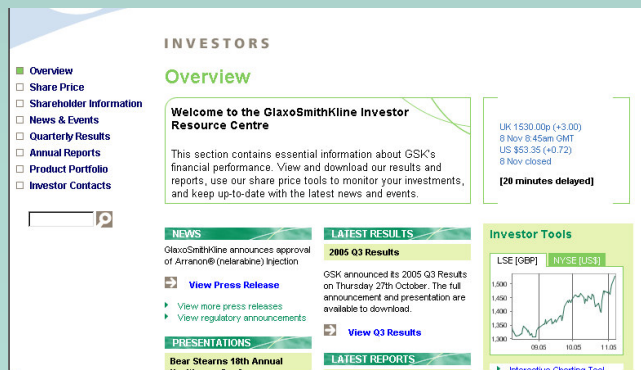 INVESTORS
Overview
Overview
Share Price
Shareholder Information
News & Events
Quarterly Results
Annual Reports
Product Portfolio
Investor Contacts
Welcome to the GlaxoSmithKline Investor
Resource Centre
This section contains essential information about GSK's
financial performance. View and download our results and
reports, use our share price tools to monitor your investments,
and keep up-to-date with the latest news and events.
UK 1530.00p (+3.00)
8 Nov 8:45am GMT
US $53.35 (+0.72)
8 Nov closed
[20 minutes delayed]
NEWS
GlaxoSmithKline announces approval
of Arranon® (nelarabine) Injection
View Press Release
View more press releases
View regulatory announcements
PRESENTATIONS
Bear Stearns 18th Annual
LATEST RESULTS
2005 Q3 Results
GSK announced its 2005 Q3 Results
on Thursday 27th October. The full
announcement and presentation are
available to download.
View Q3 Results
LATEST REPORTS
Investor Tools
LSE [GBP]
NYSE [US$]
1,500
1,450
1,400
1,350
1,300
09.05
10.05
11.05
Interactive Charting Tool